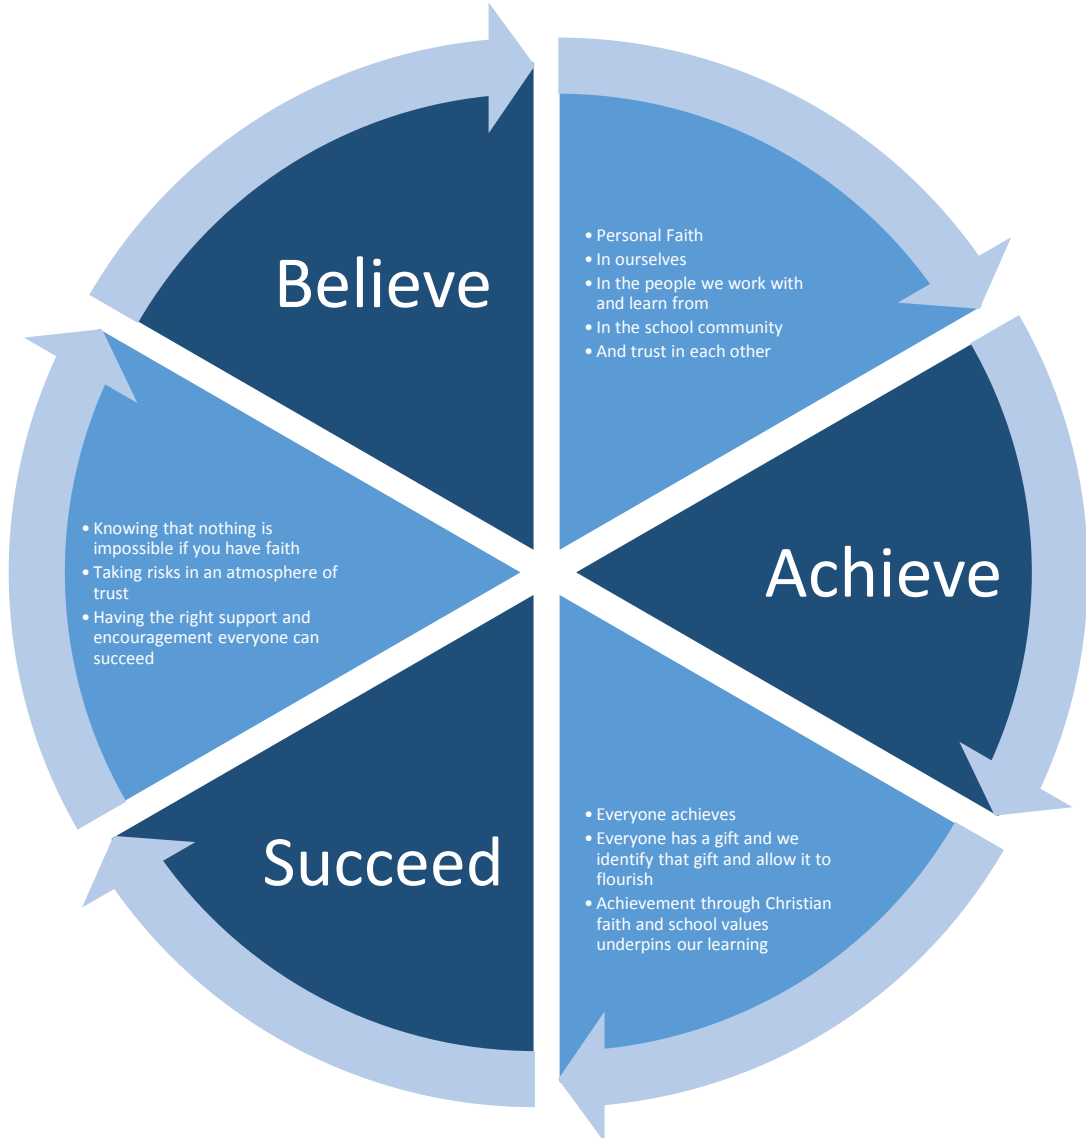 Believe
• Personal Faith
• In ourselves
• In the people we work with
and learn from
• In the school community
• And trust in each other
Achieve
• Everyone achieves
• Everyone has a gift and we
identify that gift and allow it to
flourish
• Achievement through Christian
faith and school values
underpins our learning
Succeed
• Knowing that nothing is
impossible if you have faith
• Taking risks in an atmosphere of
trust
• Having the right support and
encouragement everyone can
succeed